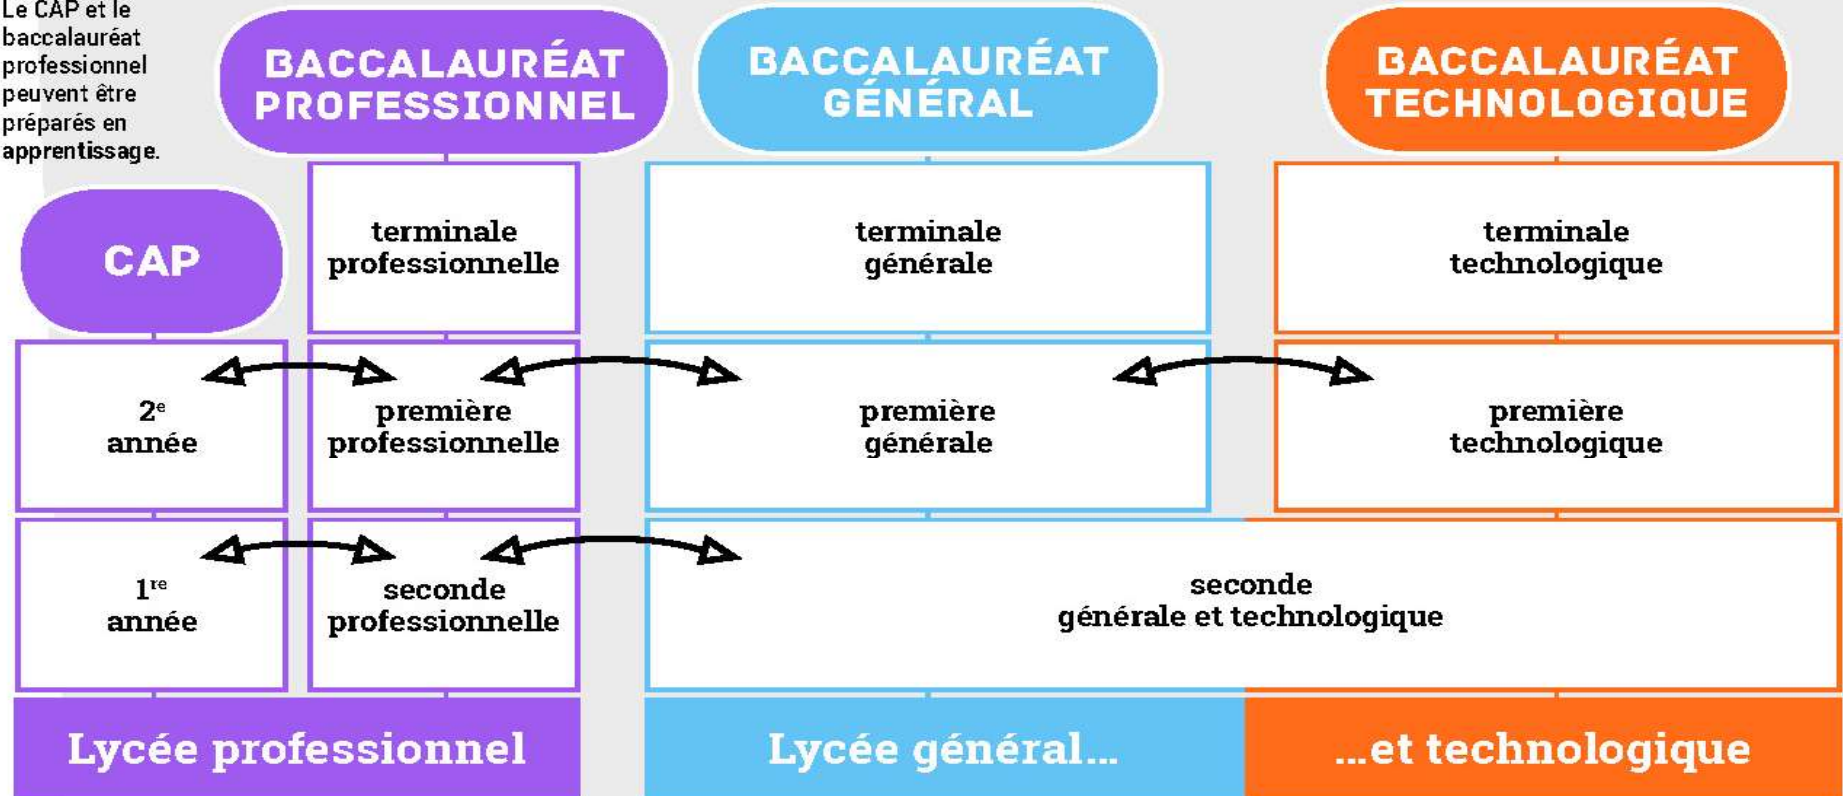 Le CAP et le
baccalauréat
professionnel
peuvent être
préparés en
apprentissage.
BACCALAURÉAT
PROFESSIONNEL
BACCALAURÉAT
GÉNÉRAL
BACCALAURÉAT
TECHNOLOGIQUE
CAP
terminale
professionnelle
terminale
générale
terminale
technologique
2e
année
première
professionnelle
première
générale
première
technologique
1re
année
seconde
professionnelle
seconde
générale et technologique
Lycée professionnel
Lycée général...
...et technologique